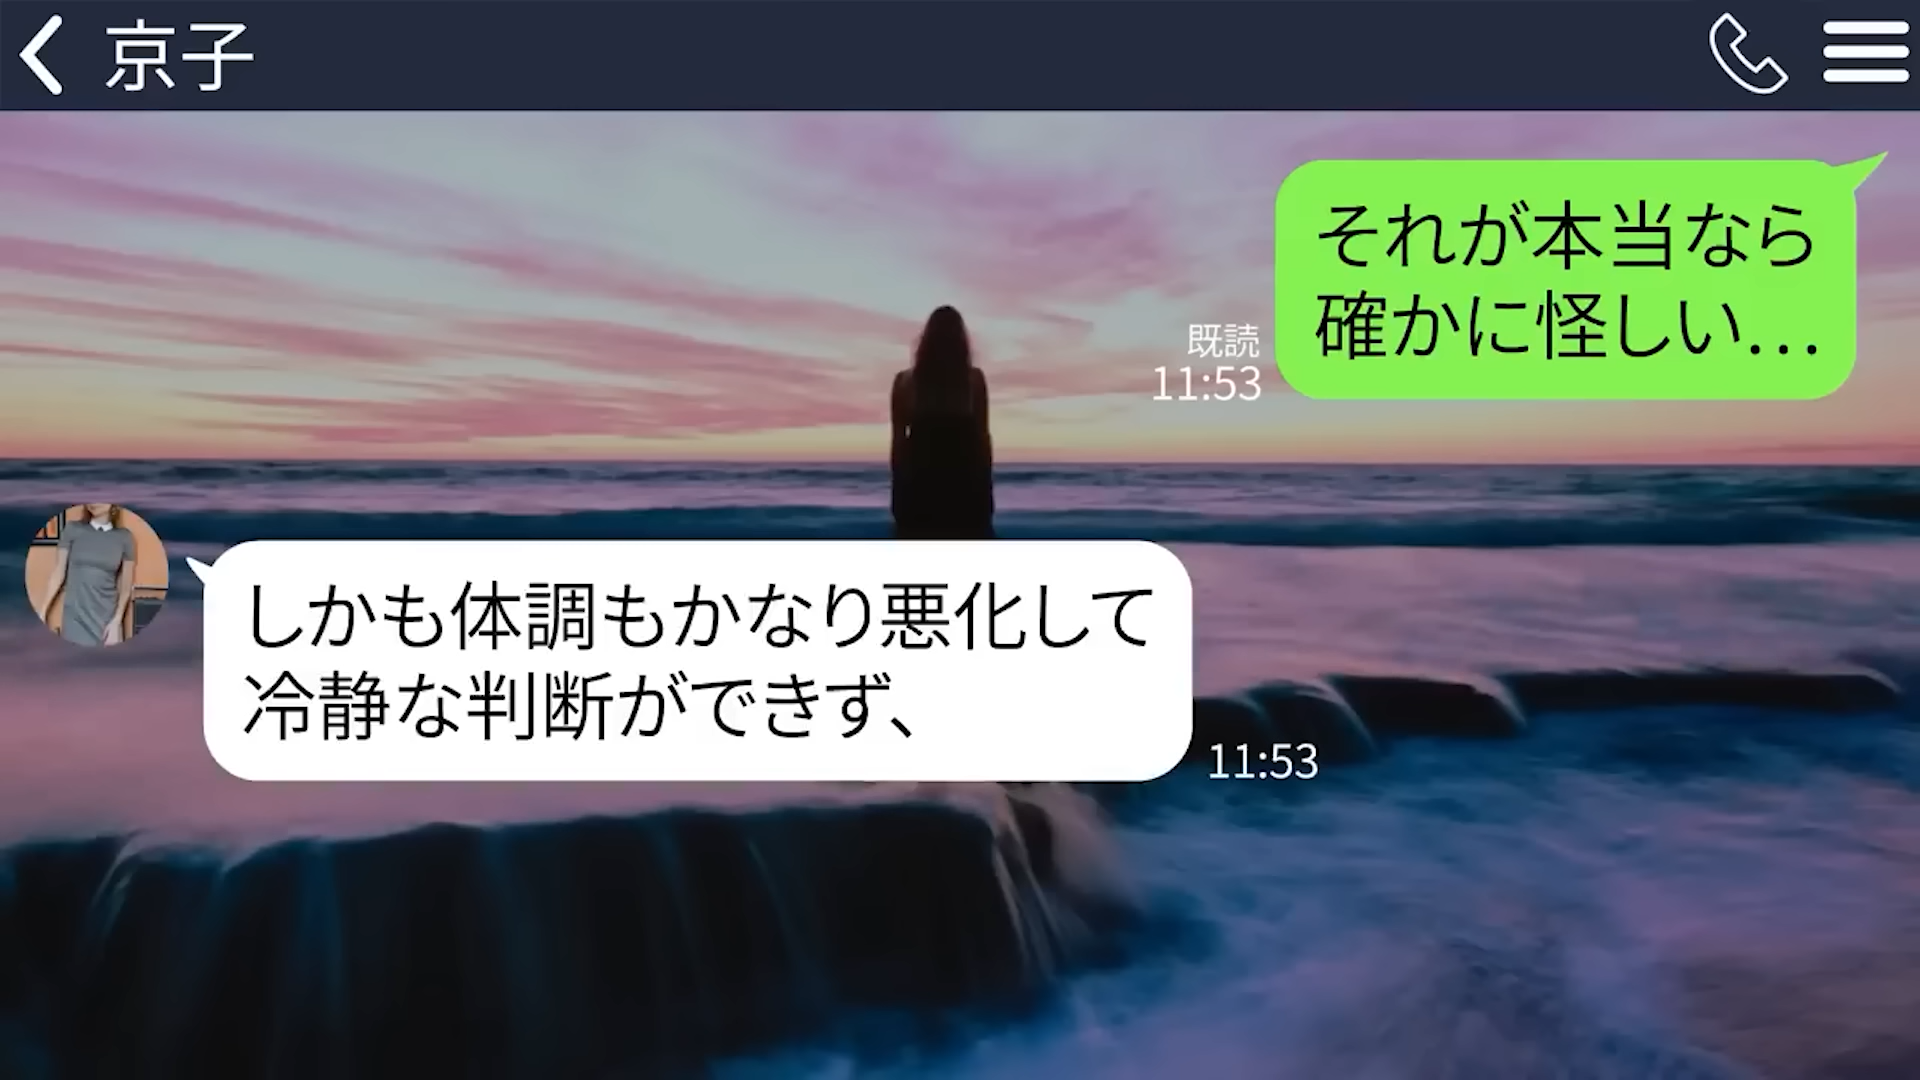 京子
それが本当なら
確かに怪しい…
既読
11:53
しかも体調もかなり悪化して
冷静な判断ができず、
11:53